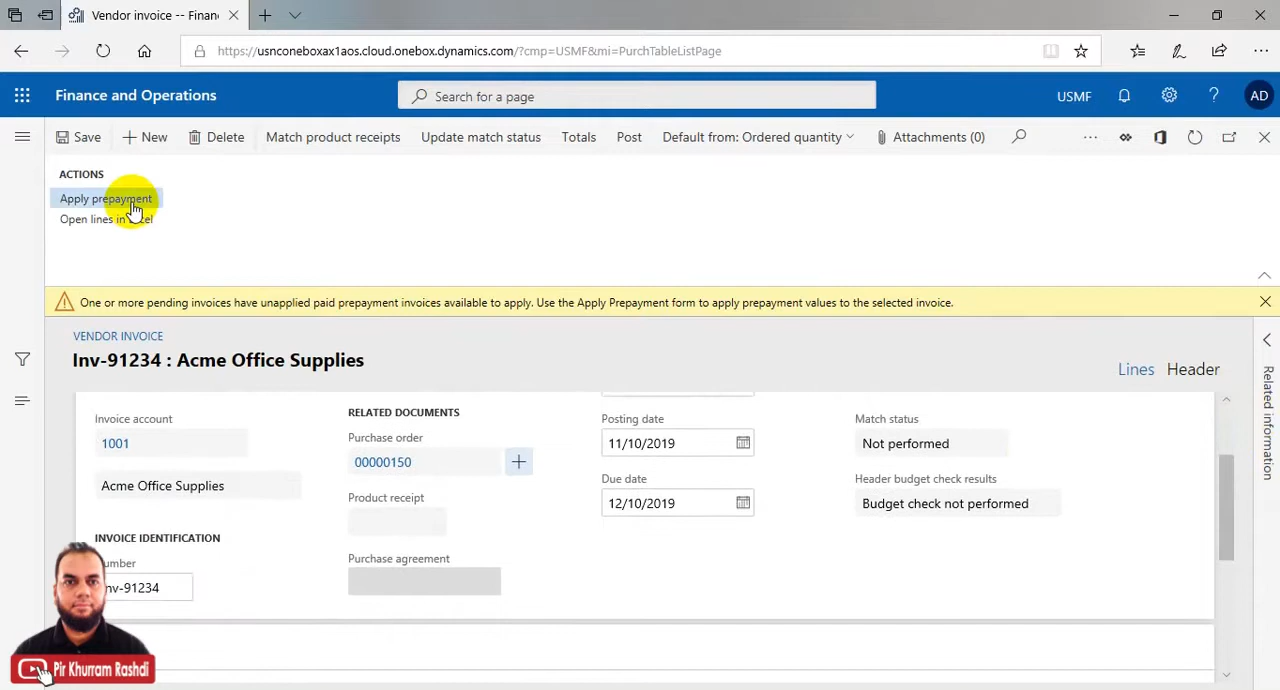 Vendor invoice -- Finan
https://usnconeboxax1aos.cloud.onebox.dynamics.com/?cmp=USMF&mi=PurchTableListPage
Finance and Operations
Search for a page
USMF
?
AD
Save
New
Delete
Match product receipts
Update match status
Totals
Post
Default from: Ordered quantity
Attachments (0)
ACTIONS
Apply prepayment
Open lines in Excel
One or more pending invoices have unapplied paid prepayment invoices available to apply. Use the Apply Prepayment form to apply prepayment values to the selected invoice.
VENDOR INVOICE
Inv-91234 : Acme Office Supplies
Lines
Header
Related information
Invoice account
1001
Acme Office Supplies
INVOICE IDENTIFICATION
umber
nv-91234
RELATED DOCUMENTS
Purchase order
00000150
Product receipt
Purchase agreement
Posting date
11/10/2019
Due date
12/10/2019
Match status
Not performed
Header budget check results
Budget check not performed
Pir Khurram Rashdi